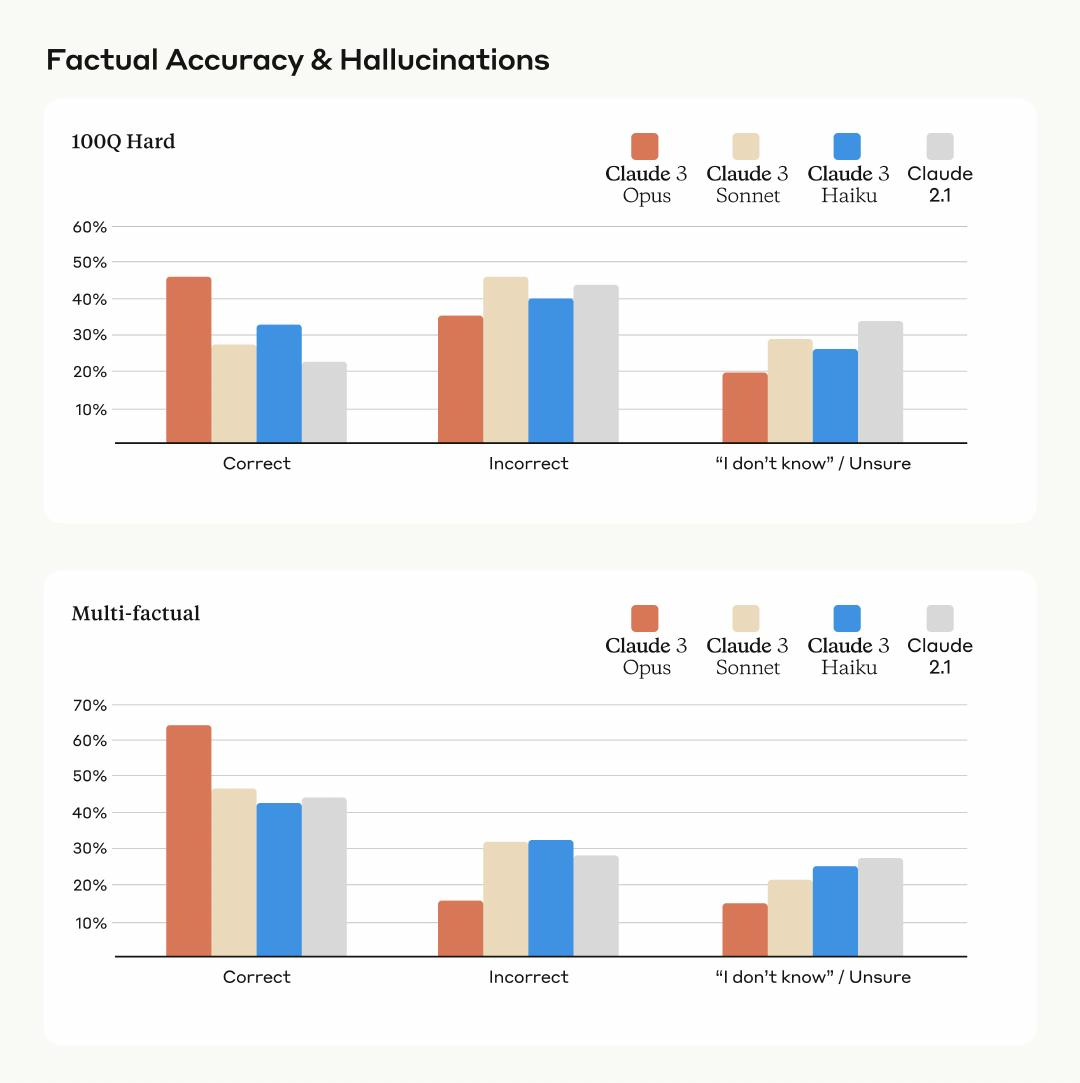 Factual Accuracy & Hallucinations
100Q Hard
Claude 3 Opus
Claude 3 Sonnet
Claude 3 Haiku
Claude 2.1
60%
50%
40%
30%
20%
10%
Correct
Incorrect
“I don’t know” / Unsure
Multi-factual
Claude 3 Opus
Claude 3 Sonnet
Claude 3 Haiku
Claude 2.1
70%
60%
50%
40%
30%
20%
10%
Correct
Incorrect
“I don’t know” / Unsure